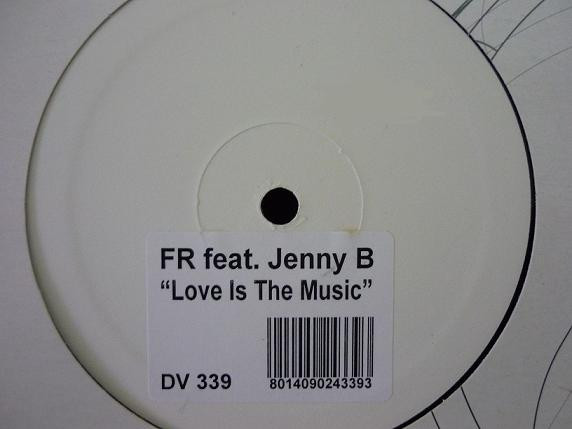 FR feat. Jenny B
“Love Is The Music”
DV 339
8014090243393